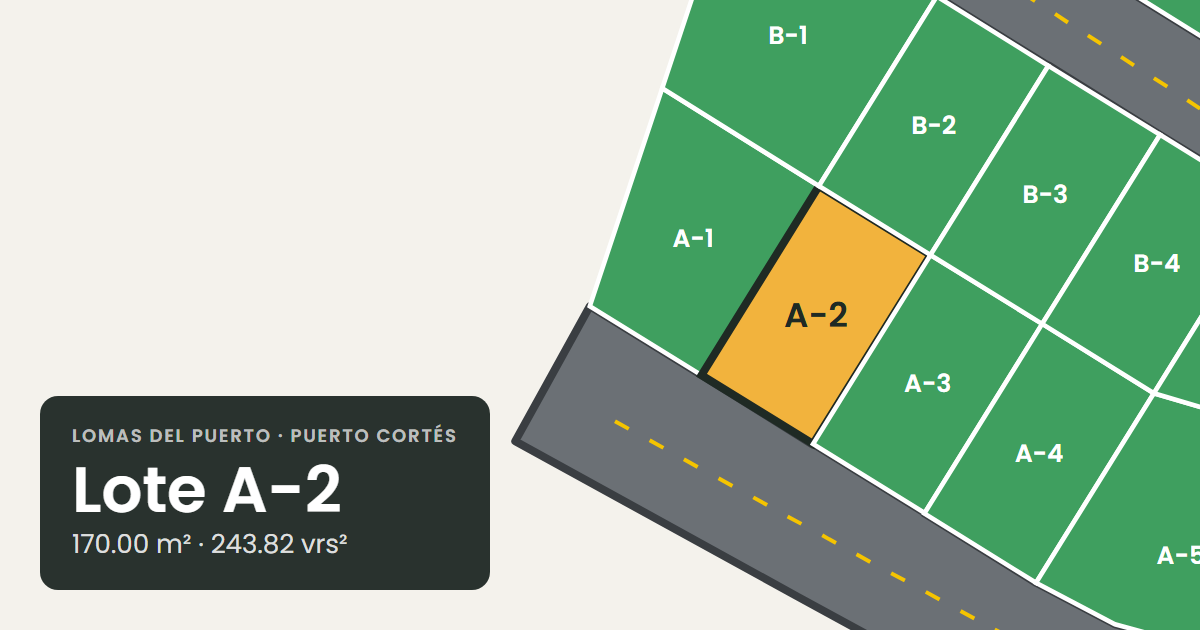 B-1
B-2
B-3
A-1
B-4
A-2
A-3
A-4
A-5
LOMAS DEL PUERTO · PUERTO CORTÉS
Lote A-2
170.00 m² · 243.82 vrs²